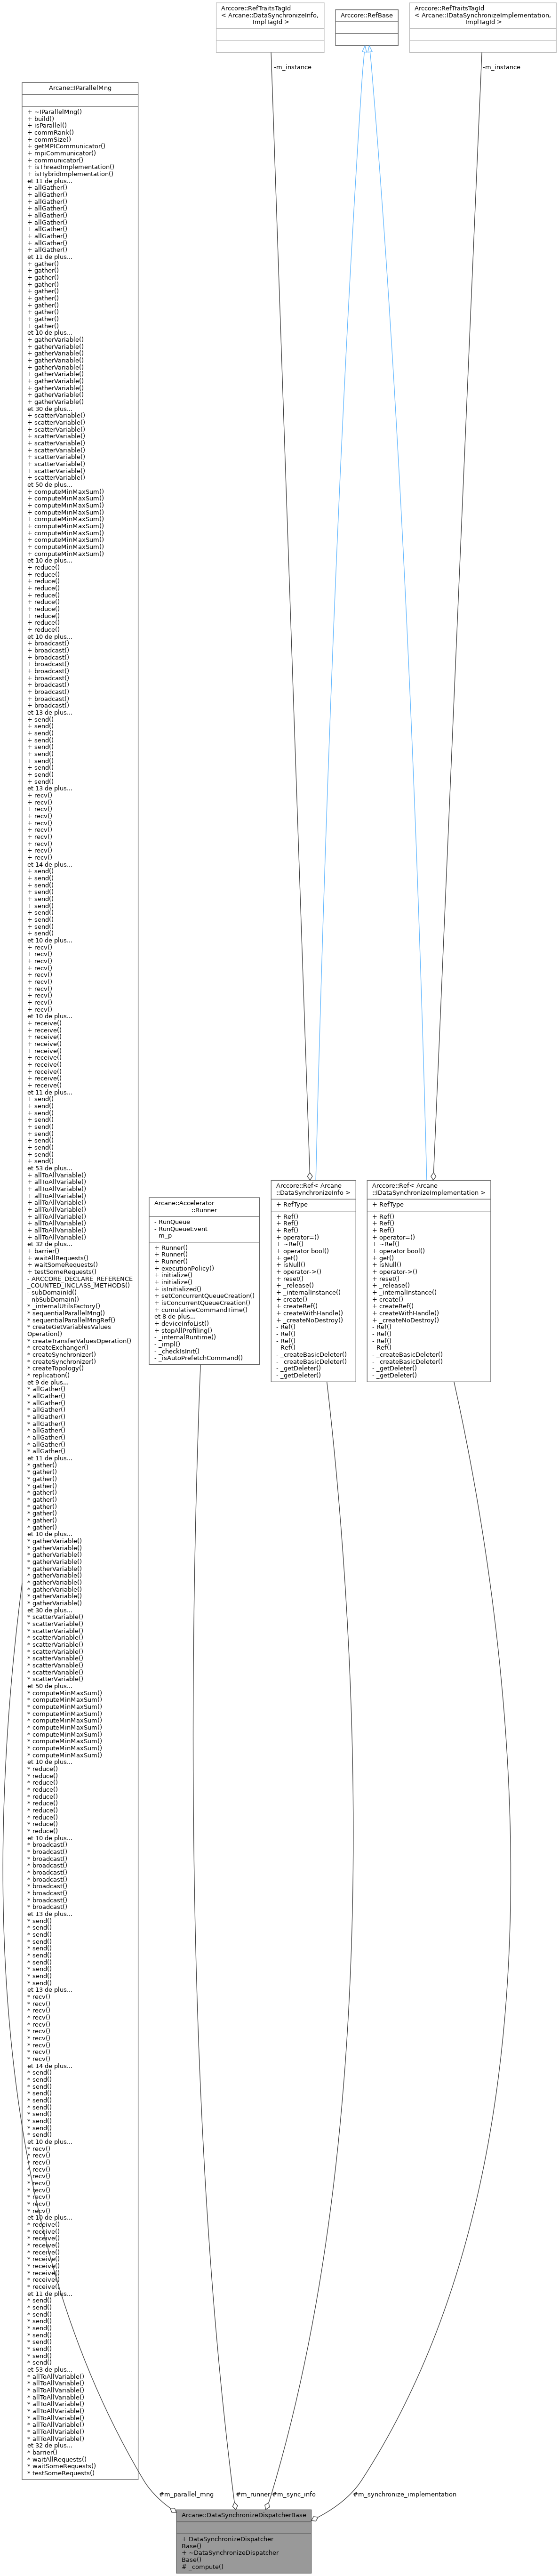 Arccore::RefTraitsTagId
< Arcane::DataSynchronizeInfo,
ImplTagId >
Arccore::RefBase
Arccore::RefTraitsTagId
< Arcane::IDataSynchronizeImplementation,
ImplTagId >
-m_instance
-m_instance
Arcane::IParallelMng
+ ~IParallelMng()
+ build()
+ isParallel()
+ commRank()
+ commSize()
+ getMPICommunicator()
+ mpiCommunicator()
+ communicator()
+ isThreadImplementation()
+ isHybridImplementation()
et 11 de plus...
+ allGather()
+ allGather()
+ allGather()
+ allGather()
+ allGather()
+ allGather()
+ allGather()
+ allGather()
+ allGather()
+ allGather()
et 11 de plus...
+ gather()
+ gather()
+ gather()
+ gather()
+ gather()
+ gather()
+ gather()
+ gather()
+ gather()
+ gather()
et 10 de plus...
+ gatherVariable()
+ gatherVariable()
+ gatherVariable()
+ gatherVariable()
+ gatherVariable()
+ gatherVariable()
+ gatherVariable()
+ gatherVariable()
+ gatherVariable()
+ gatherVariable()
et 30 de plus...
+ scatterVariable()
+ scatterVariable()
+ scatterVariable()
+ scatterVariable()
+ scatterVariable()
+ scatterVariable()
+ scatterVariable()
+ scatterVariable()
+ scatterVariable()
+ scatterVariable()
et 50 de plus...
+ computeMinMaxSum()
+ computeMinMaxSum()
+ computeMinMaxSum()
+ computeMinMaxSum()
+ computeMinMaxSum()
+ computeMinMaxSum()
+ computeMinMaxSum()
+ computeMinMaxSum()
+ computeMinMaxSum()
+ computeMinMaxSum()
et 10 de plus...
+ reduce()
+ reduce()
+ reduce()
+ reduce()
+ reduce()
+ reduce()
+ reduce()
+ reduce()
+ reduce()
+ reduce()
et 10 de plus...
+ broadcast()
+ broadcast()
+ broadcast()
+ broadcast()
+ broadcast()
+ broadcast()
+ broadcast()
+ broadcast()
+ broadcast()
+ broadcast()
et 13 de plus...
+ send()
+ send()
+ send()
+ send()
+ send()
+ send()
+ send()
+ send()
+ send()
+ send()
et 13 de plus...
+ recv()
+ recv()
+ recv()
+ recv()
+ recv()
+ recv()
+ recv()
+ recv()
+ recv()
+ recv()
et 14 de plus...
+ send()
+ send()
+ send()
+ send()
+ send()
+ send()
+ send()
+ send()
+ send()
+ send()
et 10 de plus...
+ recv()
+ recv()
+ recv()
+ recv()
+ recv()
+ recv()
+ recv()
+ recv()
+ recv()
+ recv()
et 10 de plus...
+ receive()
+ receive()
+ receive()
+ receive()
+ receive()
+ receive()
+ receive()
+ receive()
+ receive()
+ receive()
et 11 de plus...
+ send()
+ send()
+ send()
+ send()
+ send()
+ send()
+ send()
+ send()
+ send()
+ send()
et 53 de plus...
+ allToAllVariable()
+ allToAllVariable()
+ allToAllVariable()
+ allToAllVariable()
+ allToAllVariable()
+ allToAllVariable()
+ allToAllVariable()
+ allToAllVariable()
+ allToAllVariable()
+ allToAllVariable()
et 32 de plus...
+ barrier()
+ waitAllRequests()
+ waitSomeRequests()
+ testSomeRequests()
- ARCCORE_DECLARE_REFERENCE
_COUNTED_INCLASS_METHODS()
- subDomainId()
- nbSubDomain()
* _internalUtilsFactory()
* sequentialParallelMng()
* sequentialParallelMngRef()
* createGetVariablesValues
Operation()
* createTransferValuesOperation()
* createExchanger()
* createSynchronizer()
* createSynchronizer()
* createTopology()
* replication()
et 9 de plus...
* allGather()
* allGather()
* allGather()
* allGather()
* allGather()
* allGather()
* allGather()
* allGather()
* allGather()
* allGather()
et 11 de plus...
* gather()
* gather()
* gather()
* gather()
* gather()
* gather()
* gather()
* gather()
* gather()
* gather()
et 10 de plus...
* gatherVariable()
* gatherVariable()
* gatherVariable()
* gatherVariable()
* gatherVariable()
* gatherVariable()
* gatherVariable()
* gatherVariable()
* gatherVariable()
* gatherVariable()
et 30 de plus...
* scatterVariable()
* scatterVariable()
* scatterVariable()
* scatterVariable()
* scatterVariable()
* scatterVariable()
* scatterVariable()
* scatterVariable()
* scatterVariable()
* scatterVariable()
et 50 de plus...
* computeMinMaxSum()
* computeMinMaxSum()
* computeMinMaxSum()
* computeMinMaxSum()
* computeMinMaxSum()
* computeMinMaxSum()
* computeMinMaxSum()
* computeMinMaxSum()
* computeMinMaxSum()
* computeMinMaxSum()
et 10 de plus...
* reduce()
* reduce()
* reduce()
* reduce()
* reduce()
* reduce()
* reduce()
* reduce()
* reduce()
* reduce()
et 10 de plus...
* broadcast()
* broadcast()
* broadcast()
* broadcast()
* broadcast()
* broadcast()
* broadcast()
* broadcast()
* broadcast()
* broadcast()
et 13 de plus...
* send()
* send()
* send()
* send()
* send()
* send()
* send()
* send()
* send()
* send()
et 13 de plus...
* recv()
* recv()
* recv()
* recv()
* recv()
* recv()
* recv()
* recv()
* recv()
* recv()
et 14 de plus...
* send()
* send()
* send()
* send()
* send()
* send()
* send()
* send()
* send()
* send()
et 10 de plus...
* recv()
* recv()
* recv()
* recv()
* recv()
* recv()
* recv()
* recv()
* recv()
* recv()
et 10 de plus...
* receive()
* receive()
* receive()
* receive()
* receive()
* receive()
* receive()
* receive()
* receive()
* receive()
et 11 de plus...
* send()
* send()
* send()
* send()
* send()
* send()
* send()
* send()
* send()
* send()
et 53 de plus...
* allToAllVariable()
* allToAllVariable()
* allToAllVariable()
* allToAllVariable()
* allToAllVariable()
* allToAllVariable()
* allToAllVariable()
* allToAllVariable()
* allToAllVariable()
* allToAllVariable()
et 32 de plus...
* barrier()
* waitAllRequests()
* waitSomeRequests()
* testSomeRequests()
Arcane::Accelerator
::Runner
- RunQueue
- RunQueueEvent
- m_p
+ Runner()
+ Runner()
+ Runner()
+ executionPolicy()
+ initialize()
+ initialize()
+ isInitialized()
+ setConcurrentQueueCreation()
+ isConcurrentQueueCreation()
+ cumulativeCommandTime()
et 8 de plus...
+ deviceInfoList()
+ stopAllProfiling()
- _internalRuntime()
- _impl()
- _checkIsInit()
- _isAutoPrefetchCommand()
Arccore::Ref< Arcane
::DataSynchronizeInfo >
+ RefType
+ Ref()
+ Ref()
+ Ref()
+ operator=()
+ ~Ref()
+ operator bool()
+ get()
+ isNull()
+ operator->()
+ reset()
+ _release()
+ _internalInstance()
+ create()
+ createRef()
+ createWithHandle()
+ _createNoDestroy()
- Ref()
- Ref()
- Ref()
- Ref()
- _createBasicDeleter()
- _createBasicDeleter()
- _getDeleter()
- _getDeleter()
Arccore::Ref< Arcane
::IDataSynchronizeImplementation >
+ RefType
+ Ref()
+ Ref()
+ Ref()
+ operator=()
+ ~Ref()
+ operator bool()
+ get()
+ isNull()
+ operator->()
+ reset()
+ _release()
+ _internalInstance()
+ create()
+ createRef()
+ createWithHandle()
+ _createNoDestroy()
- Ref()
- Ref()
- Ref()
- Ref()
- _createBasicDeleter()
- _createBasicDeleter()
- _getDeleter()
- _getDeleter()
#m_parallel_mng
#m_runner
#m_sync_info
#m_synchronize_implementation
Arcane::DataSynchronizeDispatcherBase
+ DataSynchronizeDispatcher
Base()
+ ~DataSynchronizeDispatcher
Base()
# _compute()